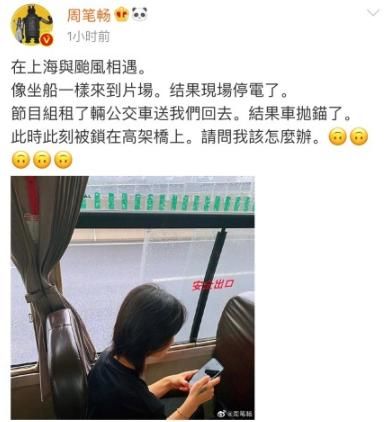 周笔畅
1小时前
在上海與颱風相遇。
像坐船一樣來到片場。结果現場停電了。
節目組租了輛公交車送我們回去。結果車抛錨了。
此時此刻被鎖在高架橋上。請問我該怎麼辦。
安全出口
@周笔畅